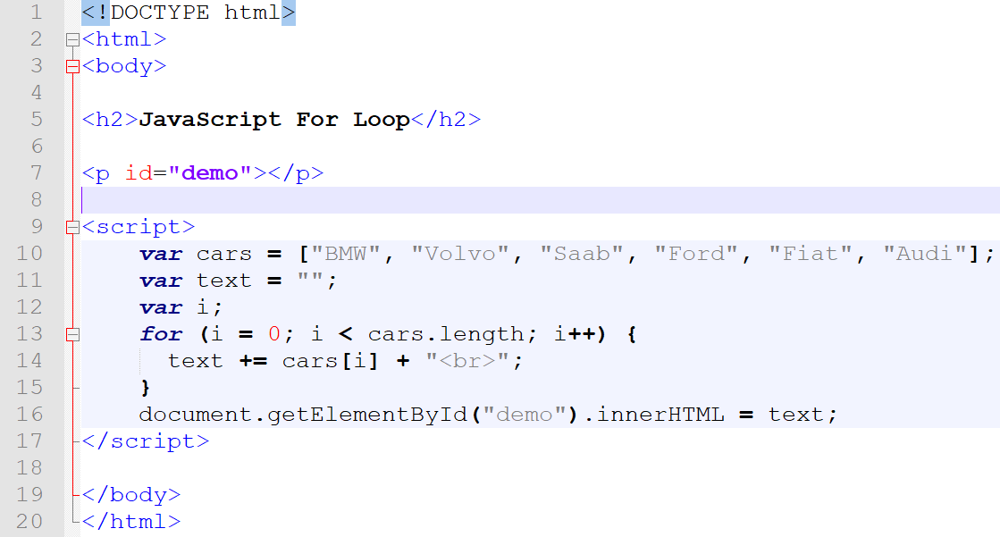 1 <!DOCTYPE html>
2 <html>
3 <body>
4
5 <h2>JavaScript For Loop</h2>
6
7 <p id="demo"></p>
8
9 <script>
10     var cars = ["BMW", "Volvo", "Saab", "Ford", "Fiat", "Audi"];
11     var text = "";
12     var i;
13     for (i = 0; i < cars.length; i++) {
14       text += cars[i] + "<br>";
15     }
16     document.getElementById("demo").innerHTML = text;
17 </script>
18
19 </body>
20 </html>